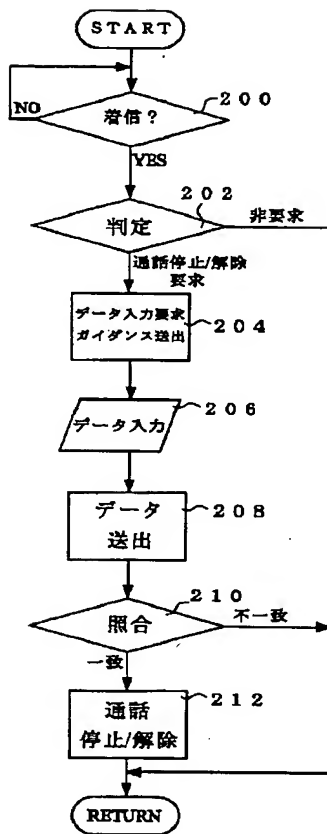 START
NO
着信?
200
YES
202
判定
非要求
通話停止/解除
要求
データ入力要求
ガイダンス送出
204
206
データ入力
208
データ
送出
210
照合
不一致
一致
212
通話
停止/解除
RETURN